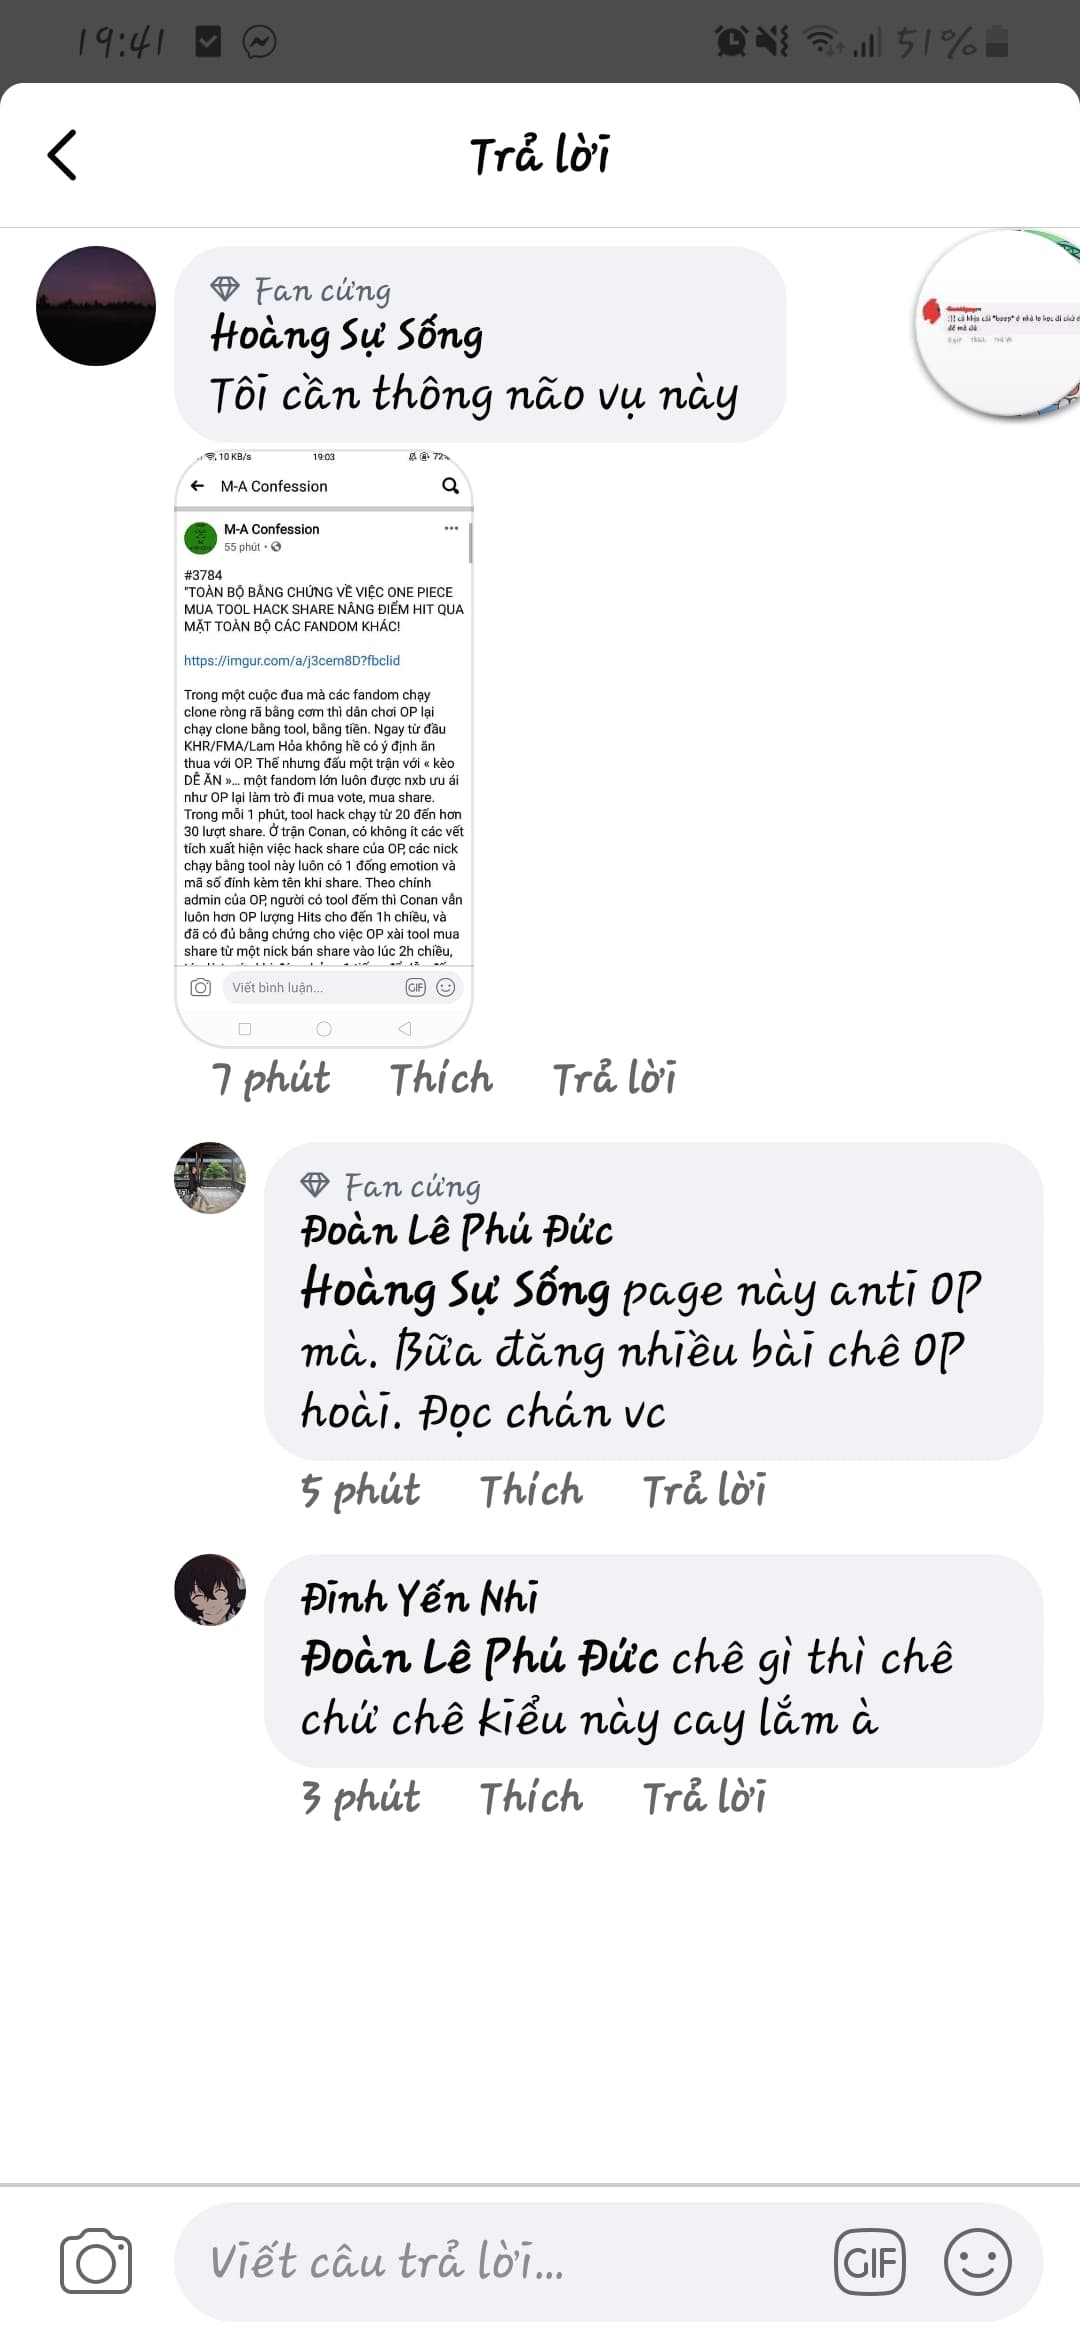 19:41
51%
Trả lời
Fan cứng
Hoàng Sự Sống
Tôi cần thông não vụ này
10 KB/s 19:03
M-A Confession
M-A Confession
55 phút
#3784
"TOÀN BỘ BẰNG CHỨNG VỀ VIỆC ONE PIECE
MUA TOOL HACK SHARE NÂNG ĐIỂM HIT QUA
MẶT TOÀN BỘ CÁC FANDOM KHÁC!
https://imgur.com/a/j3cem8D?fbclid
Trong một cuộc đua mà các fandom chạy
clone ròng rã bằng cơm thì dân chơi OP lại
chạy clone bằng tool, bằng tiền. Ngay từ đầu
KHR/FMA/Lam Hỏa không hề có ý định ăn
thua với OP. Thế nhưng đấu một trận với « kèo
DỄ ĂN »... một fandom lớn luôn được nxb ưu ái
như OP lại làm trò đi mua vote, mua share.
Trong mỗi 1 phút, tool hack chạy từ 20 đến hơn
30 lượt share. Ở trận Conan, có không ít các vết
tích xuất hiện việc hack share của OP, các nick
chạy bằng tool này luôn có 1 đống emotion và
mã số đính kèm tên khi share. Theo chính
admin của OP, người có tool đếm thì Conan vẫn
luôn hơn OP lượng Hits cho đến 1h chiều, và
đã có đủ bằng chứng cho việc OP xài tool mua
share từ một nick bán share vào lúc 2h chiều,
Viết bình luận...
GIF
7 phút Thích Trả lời
Fan cứng
Đoàn Lê Phú Đức
Hoàng Sự Sống page này anti OP
mà. Bữa đăng nhiều bài chê OP
hoài. Đọc chán vc
5 phút Thích Trả lời
Đinh Yến Nhi
Đoàn Lê Phú Đức chê gì thì chê
chứ chê kiểu này cay lắm à
3 phút Thích Trả lời
Viết câu trả lời...
GIF